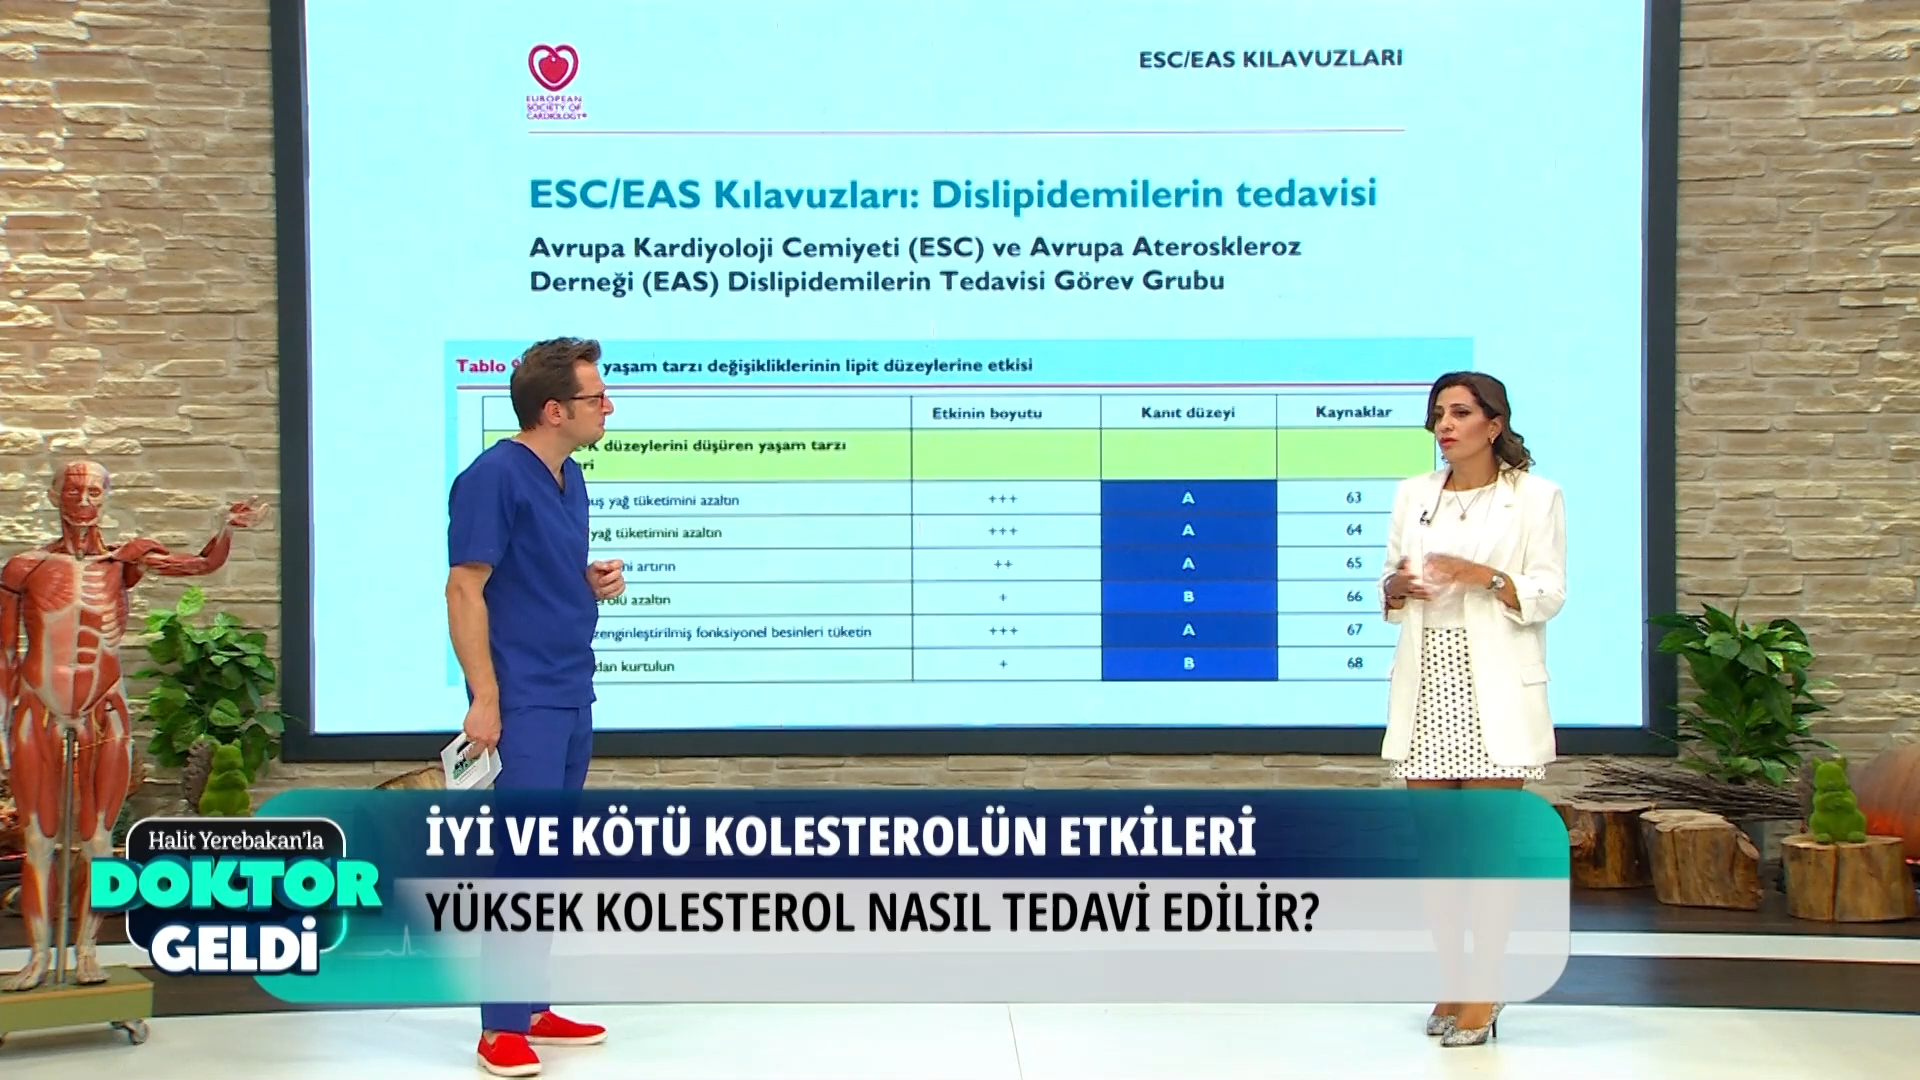 EUROPEAN
SOCIETY OF
CARDIOLOGY®
ESC/EAS KILAVUZLARI
ESC/EAS Kılavuzları: Dislipidemilerin tedavisi
Avrupa Kardiyoloji Cemiyeti (ESC) ve Avrupa Ateroskleroz
Derneği (EAS) Dislipidemilerin Tedavisi Görev Grubu
Tablo yaşam tarzı değişikliklerinin lipit düzeylerine etkisi
Etkinin boyutu Kanıt düzeyi Kaynaklar
düzeylerini düşüren yaşam tarzı
yağ tüketimini azaltın +++ A 63
yağ tüketimini azaltın +++ A 64
artırın ++ A 65
azaltın + B 66
zenginleştirilmiş fonksiyonel besinleri tüketin +++ A 67
kurtulun + B 68
Halit Yerebakan'la
DOKTOR
GELDİ
İYİ VE KÖTÜ KOLESTEROLÜN ETKİLERİ
YÜKSEK KOLESTEROL NASIL TEDAVİ EDİLİR?